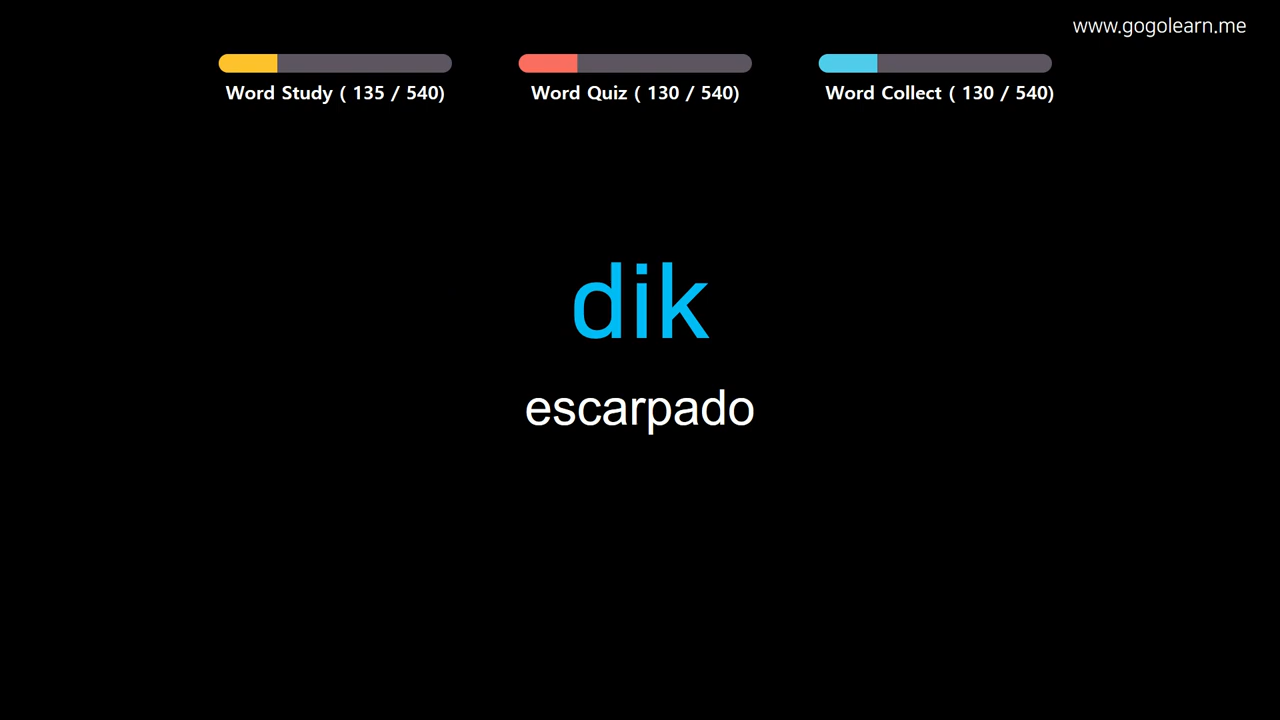 www.gogolearn.me
Word Study ( 135 / 540)
Word Quiz ( 130 / 540)
Word Collect ( 130 / 540)
dik
escarpado